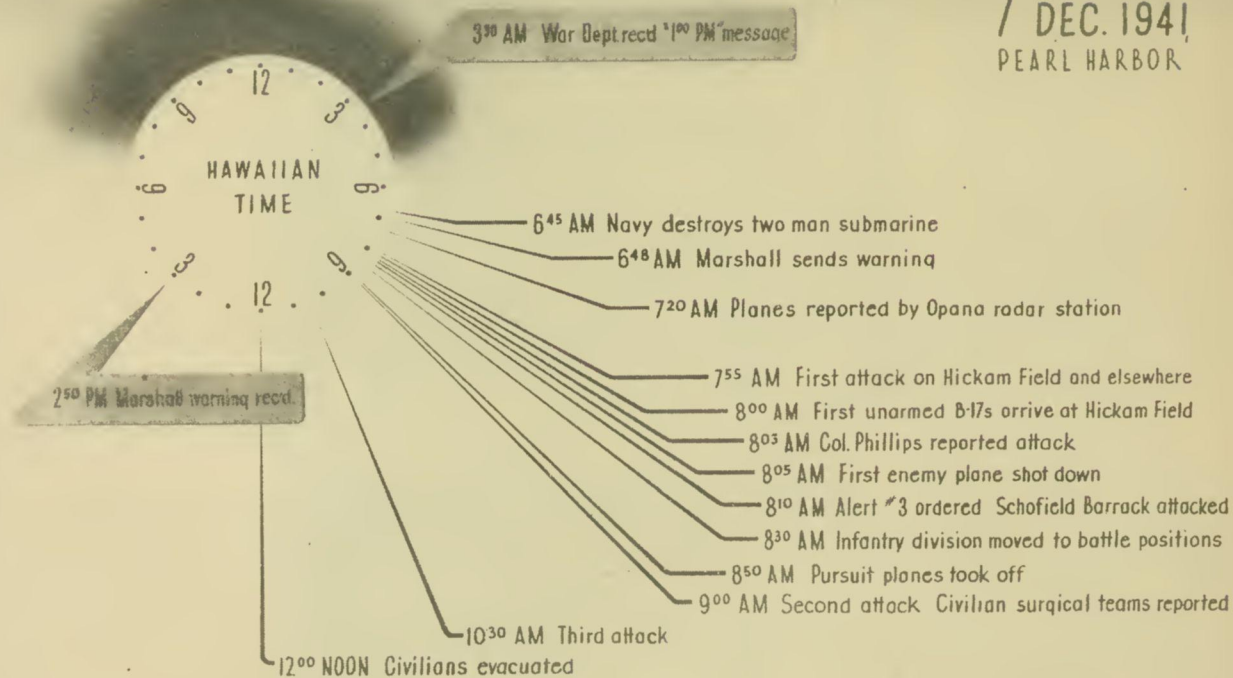 7 DEC. 1941
PEARL HARBOR
3³⁰ AM War Dept recd "1⁰⁰ PM" message
12
9
3
HAWAIIAN
TIME
6
6
3
9
12
6⁴⁵ AM Navy destroys two man submarine
6⁴⁸ AM Marshall sends warning
7²⁰ AM Planes reported by Opana radar station
2⁵⁰ PM Marshall warning rec'd.
7⁵⁵ AM First attack on Hickam Field and elsewhere
8⁰⁰ AM First unarmed B-17s arrive at Hickam Field
8⁰³ AM Col. Phillips reported attack
8⁰⁵ AM First enemy plane shot down
8¹⁰ AM Alert #3 ordered Schofield Barrack attacked
8³⁰ AM Infantry division moved to battle positions
8⁵⁰ AM Pursuit planes took off
9⁰⁰ AM Second attack Civilian surgical teams reported
10³⁰ AM Third attack
12⁰⁰ NOON Civilians evacuated